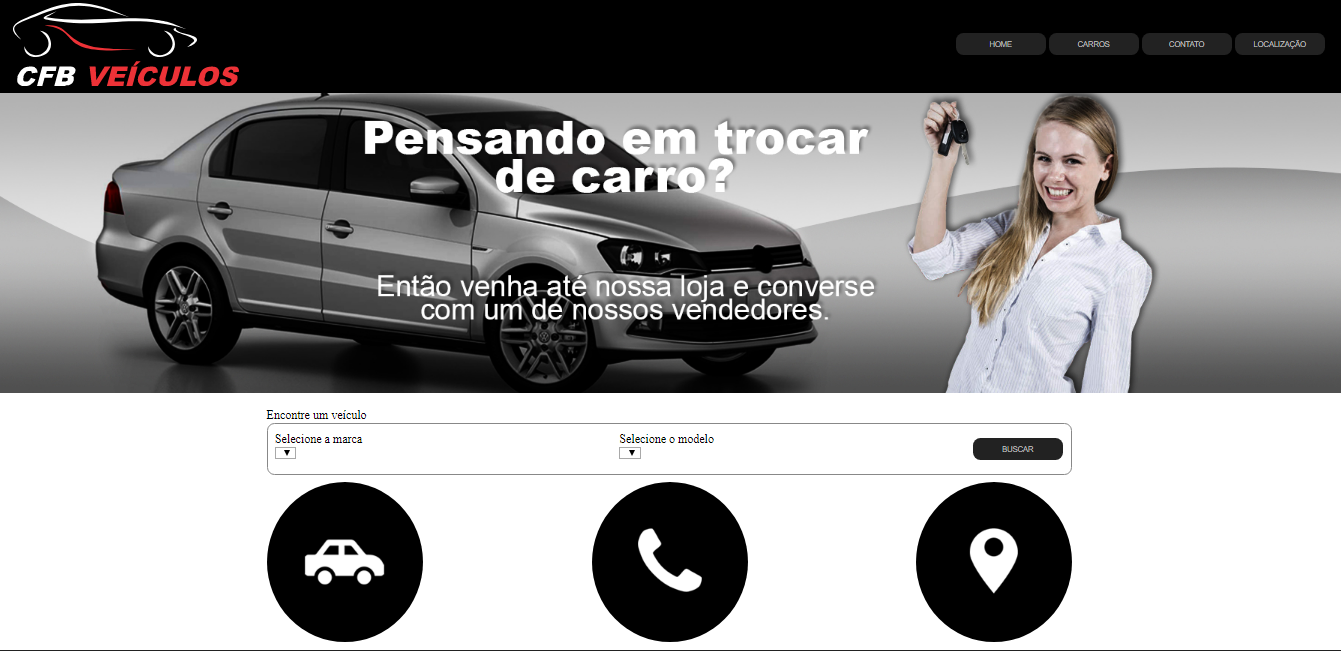 CFB VEÍCULOS
HOME
CARROS
CONTATO
LOCALIZAÇÃO
Pensando em trocar
de carro?
Então venha até nossa loja e converse
com um de nossos vendedores.
Encontre um veículo
Selecione a marca
Selecione o modelo
BUSCAR